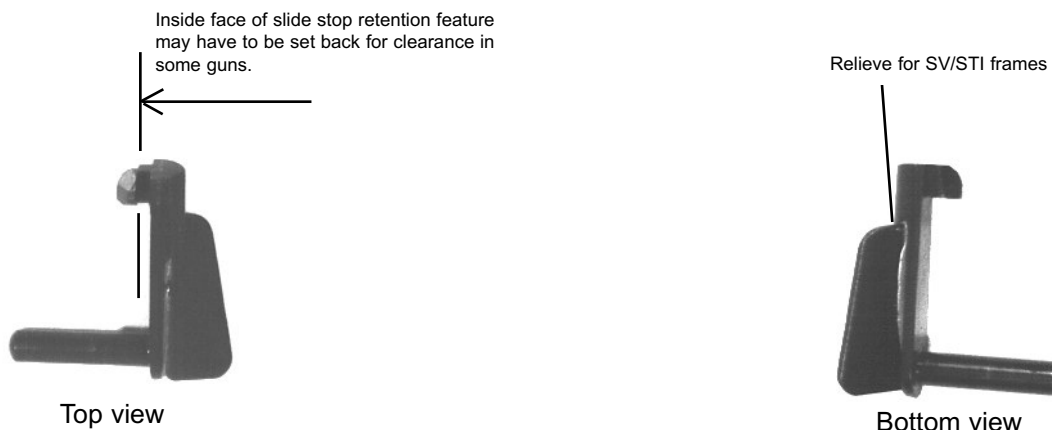 Inside face of slide stop retention feature
may have to be set back for clearance in
some guns.
Relieve for SV/STI frames
Top view
Bottom view